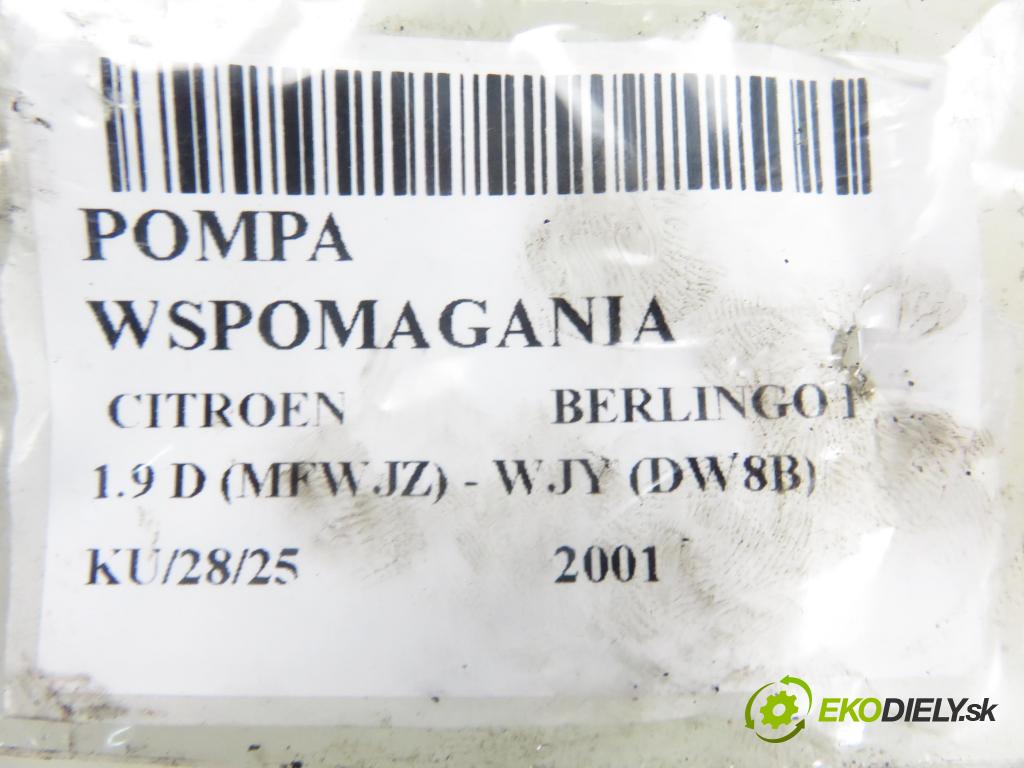 POMPA
WSPOMAGANIA
CITROEN BERLINGO I
1.9 D (MFWJZ) - WJY (DW8B)
KU/28/25 2001
EKODIELY.sk